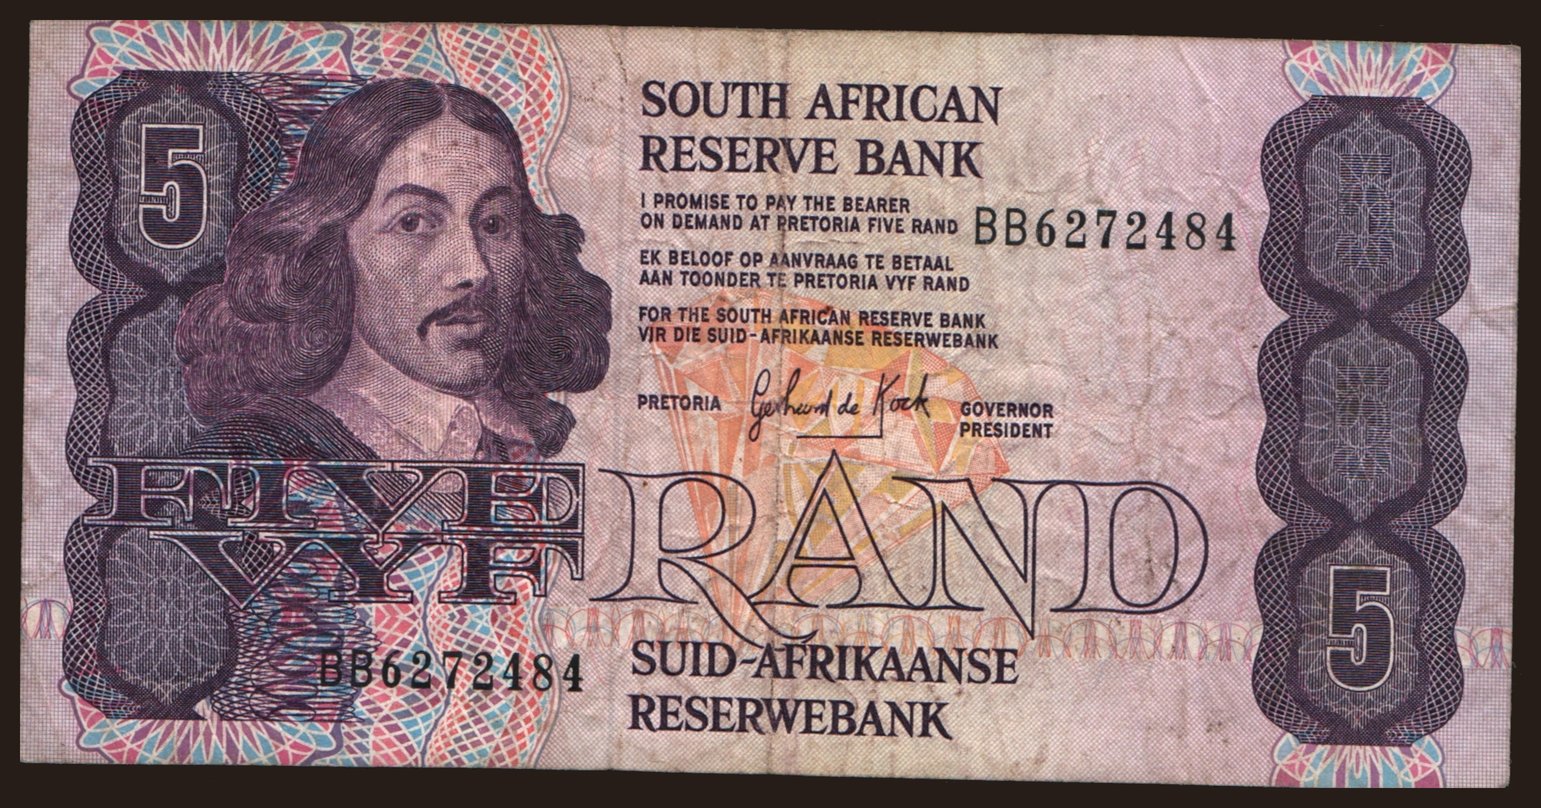 5
SOUTH AFRICAN
RESERVE BANK
I PROMISE TO PAY THE BEARER
ON DEMAND AT PRETORIA FIVE RAND
BB6272484
EK BELOOF OP AANVRAAG TE BETAAL
AAN TOONDER TE PRETORIA VYF RAND
FOR THE SOUTH AFRICAN RESERVE BANK
VIR DIE SUID-AFRIKAANSE RESERWEBANK
PRETORIA
Gerhard de Kock
GOVERNOR
PRESIDENT
FIVE
VYF
RAND
BB6272484
SUID-AFRIKAANSE
RESERWEBANK
5